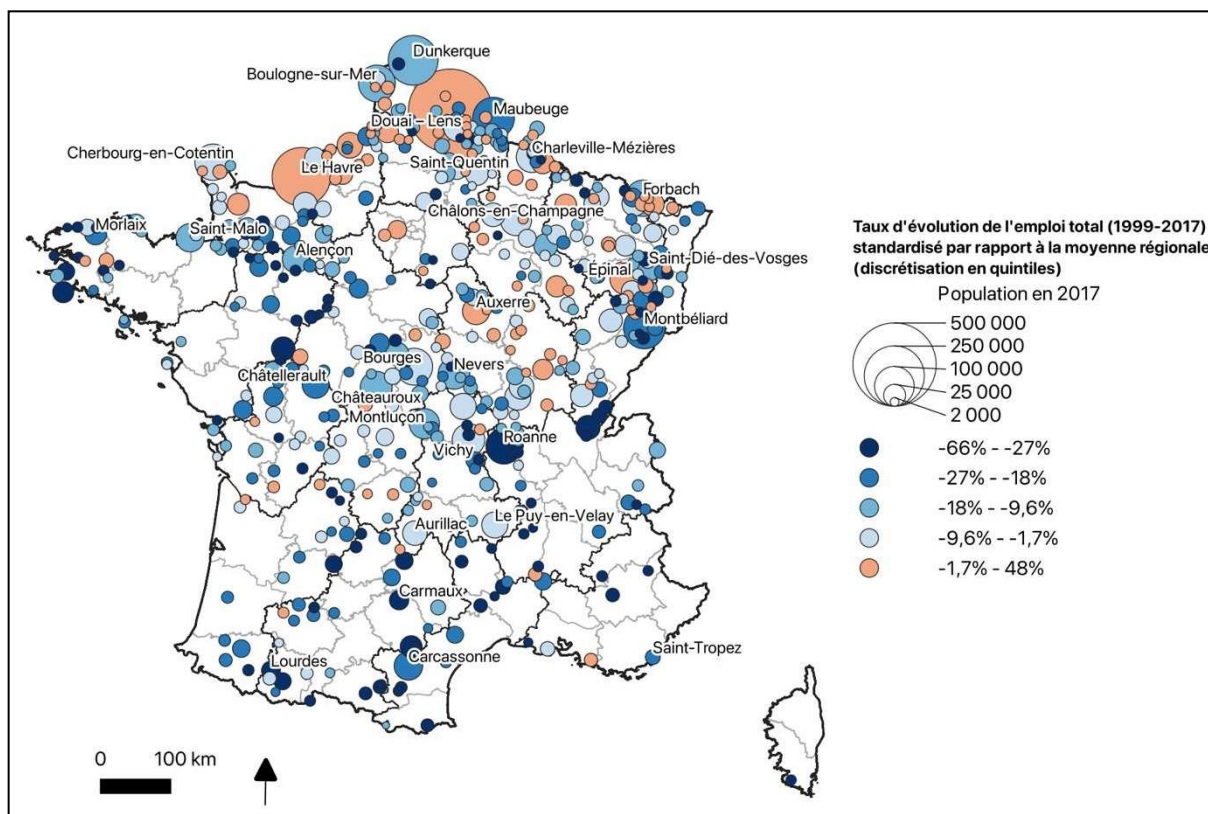 Dunkerque
Boulogne-sur-Mer
Maubeuge
Douai – Lens
Charleville-Mézières
Cherbourg-en-Cotentin
Le Havre
Saint-Quentin
Forbach
Châlons-en-Champagne
Morlaix
Saint-Malo
Alençon
Epinal
Saint-Dié-des-Vosges
Auxerre
Montbéliard
Bourges
Nevers
Châtellerault
Châteauroux
Montluçon
Vichy
Roanne
Aurillac
Le Puy-en-Velay
Carmaux
Saint-Tropez
Lourdes
Carcassonne
0 100 km
Taux d'évolution de l'emploi total (1999-2017)
standardisé par rapport à la moyenne régionale
(discrétisation en quintiles)
Population en 2017
500 000
250 000
100 000
25 000
2 000
-66% - -27%
-27% - -18%
-18% - -9,6%
-9,6% - -1,7%
-1,7% - 48%